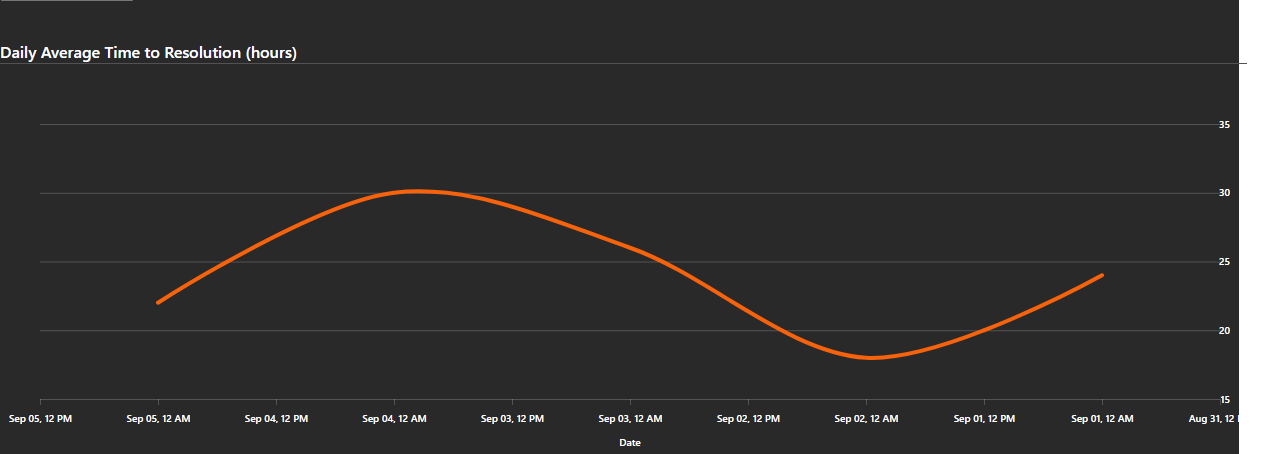 Daily Average Time to Resolution (hours)
35
30
25
20
15
Sep 05, 12 PM Sep 05, 12 AM Sep 04, 12 PM Sep 04, 12 AM Sep 03, 12 PM Sep 03, 12 AM Sep 02, 12 PM Sep 02, 12 AM Sep 01, 12 PM Sep 01, 12 AM Aug 31, 12
Date